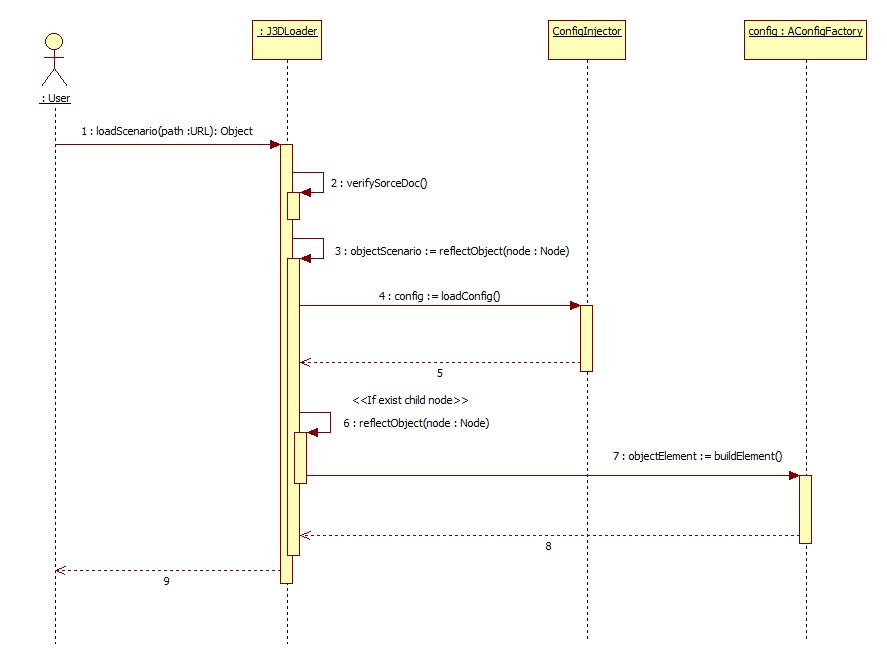 : J3DLoader
ConfigInjector
config : AConfigFactory
: User
1 : loadScenario(path :URL): Object
2 : verifySorceDoc()
3 : objectScenario := reflectObject(node : Node)
4 : config := loadConfig()
5
<<If exist child node>>
6 : reflectObject(node : Node)
7 : objectElement := buildElement()
8
9